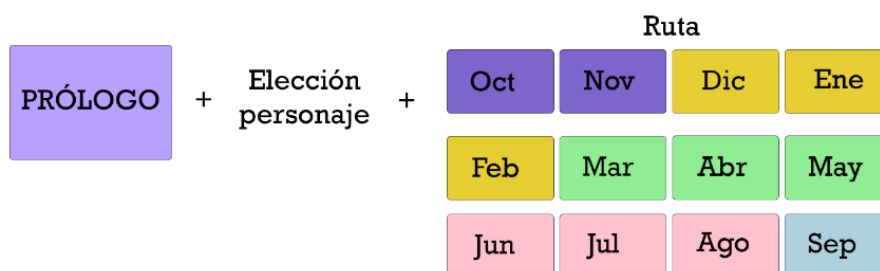 Ruta
PRÓLOGO + Elección personaje +
Oct Nov Dic Ene
Feb Mar Abr May
Jun Jul Ago Sep